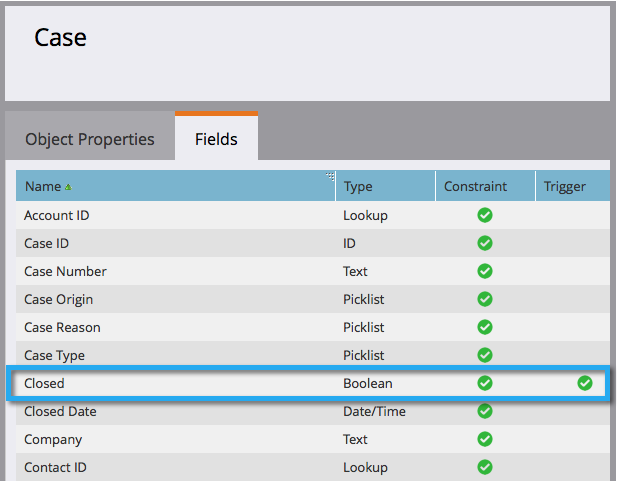 Case
Object Properties Fields
Name Type Constraint Trigger
Account ID Lookup
Case ID ID
Case Number Text
Case Origin Picklist
Case Reason Picklist
Case Type Picklist
Closed Boolean
Closed Date Date/Time
Company Text
Contact ID Lookup